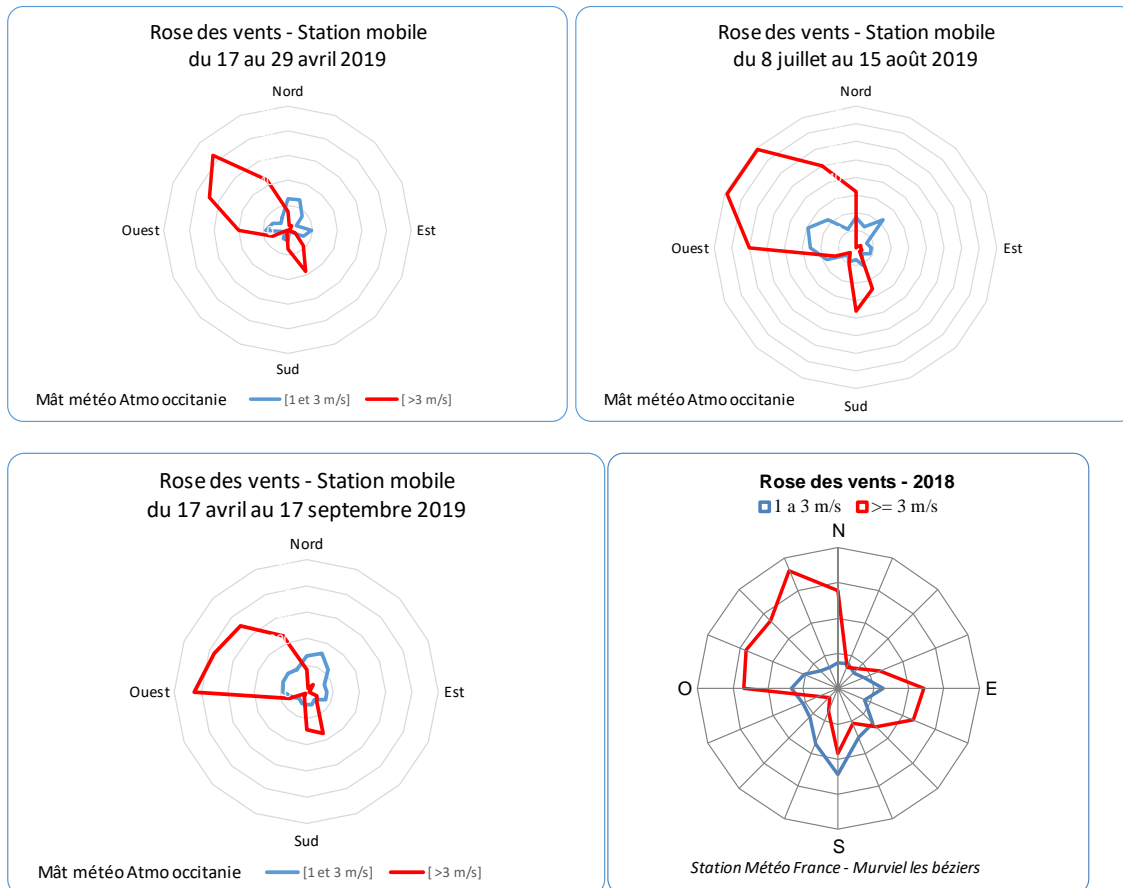 Rose des vents - Station mobile
du 17 au 29 avril 2019
Nord
Ouest
Est
Sud
Mât météo Atmo occitanie
[1 et 3 m/s]
[ >3 m/s]
Rose des vents - Station mobile
du 8 juillet au 15 août 2019
Nord
Ouest
Est
Sud
Mât météo Atmo occitanie
Rose des vents - Station mobile
du 17 avril au 17 septembre 2019
Nord
Ouest
Est
Sud
Mât météo Atmo occitanie
[1 et 3 m/s]
[ >3 m/s]
Rose des vents - 2018
1 a 3 m/s
>= 3 m/s
N
O
E
S
Station Météo France - Murviel les béziers